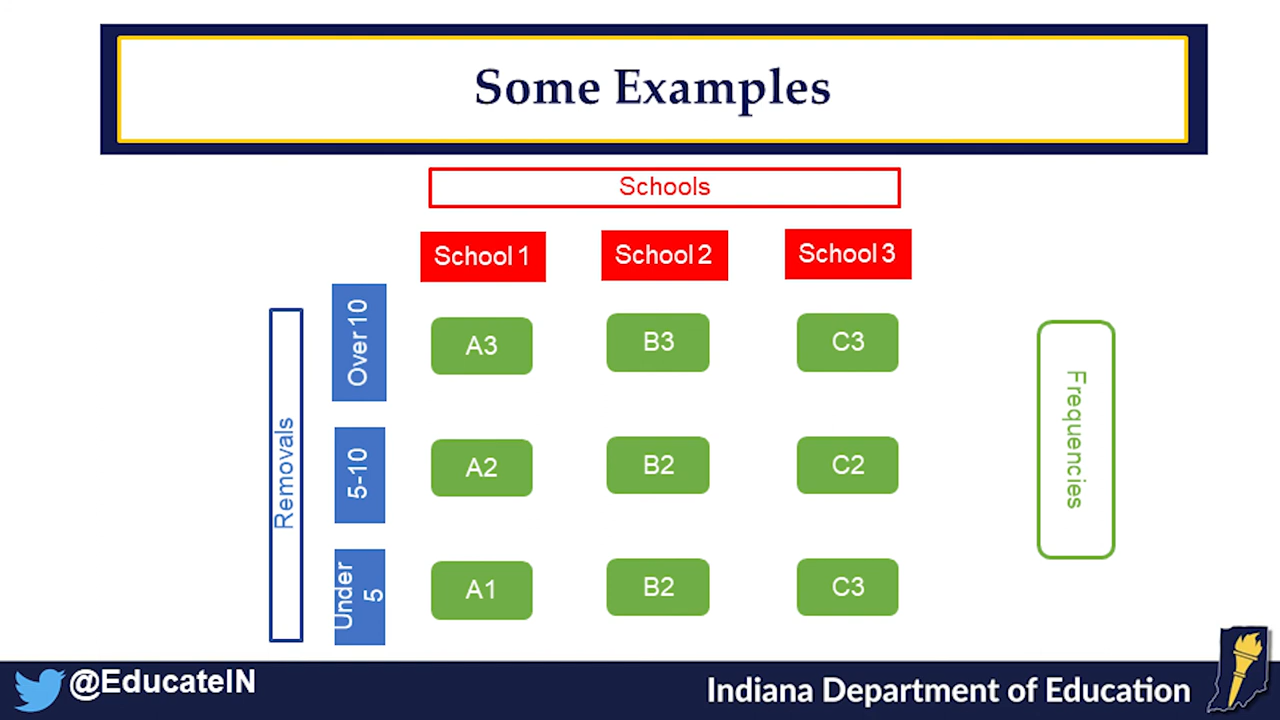 Some Examples
Schools
School 1
School 2
School 3
Removals
Over 10
A3
B3
C3
5-10
A2
B2
C2
Under
5
A1
B2
C3
Frequencies
@EducateIN
Indiana Department of Education